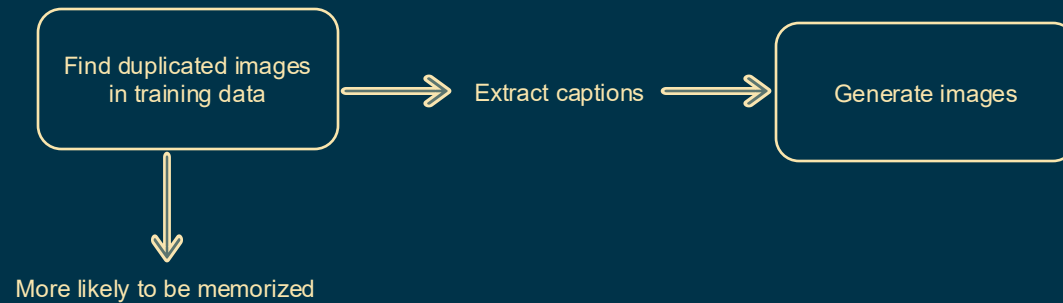 Find duplicated images
in training data
Extract captions
Generate images
More likely to be memorized